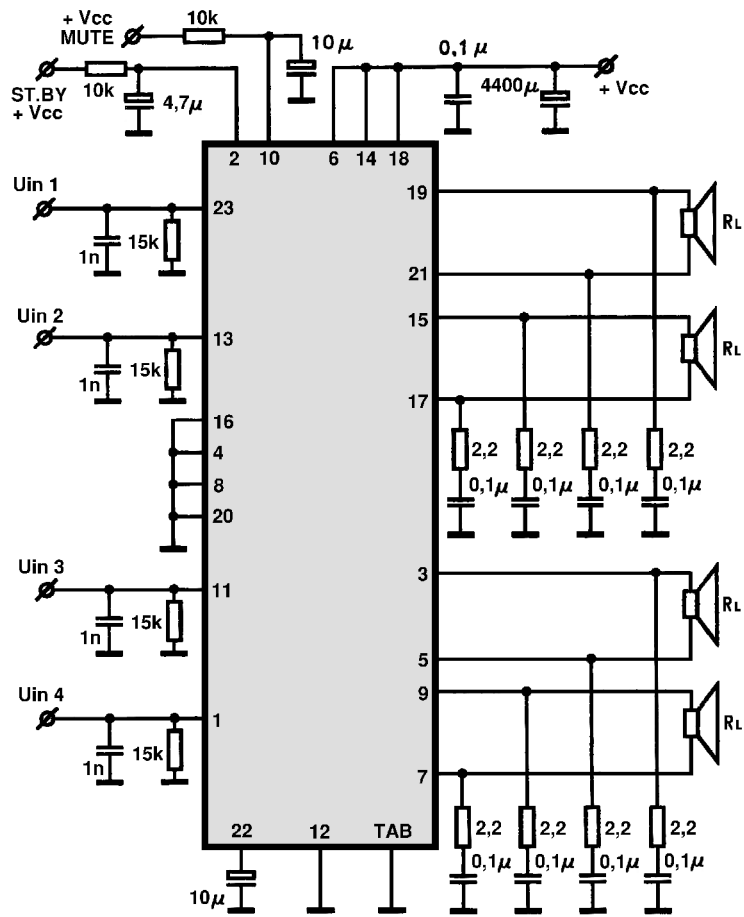 + Vcc
MUTE
10k
10μ
0,1μ
4400μ
+ Vcc
ST.BY
+ Vcc
10k
4,7μ
2
10
6
14
18
Uin 1
23
1n
15k
19
RL
21
Uin 2
13
1n
15k
15
RL
17
16
4
8
20
2,2
2,2
2,2
2,2
0,1μ
0,1μ
0,1μ
0,1μ
Uin 3
11
1n
15k
3
RL
5
Uin 4
1
1n
15k
9
RL
7
22
12
TAB
10μ
2,2
2,2
2,2
2,2
0,1μ
0,1μ
0,1μ
0,1μ